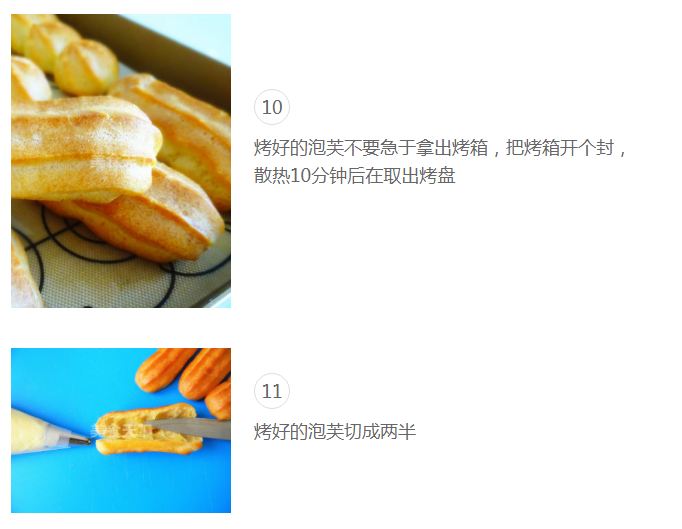 10
烤好的泡芙不要急于拿出烤箱，把烤箱开个封，
散热10分钟后在取出烤盘
11
烤好的泡芙切成两半